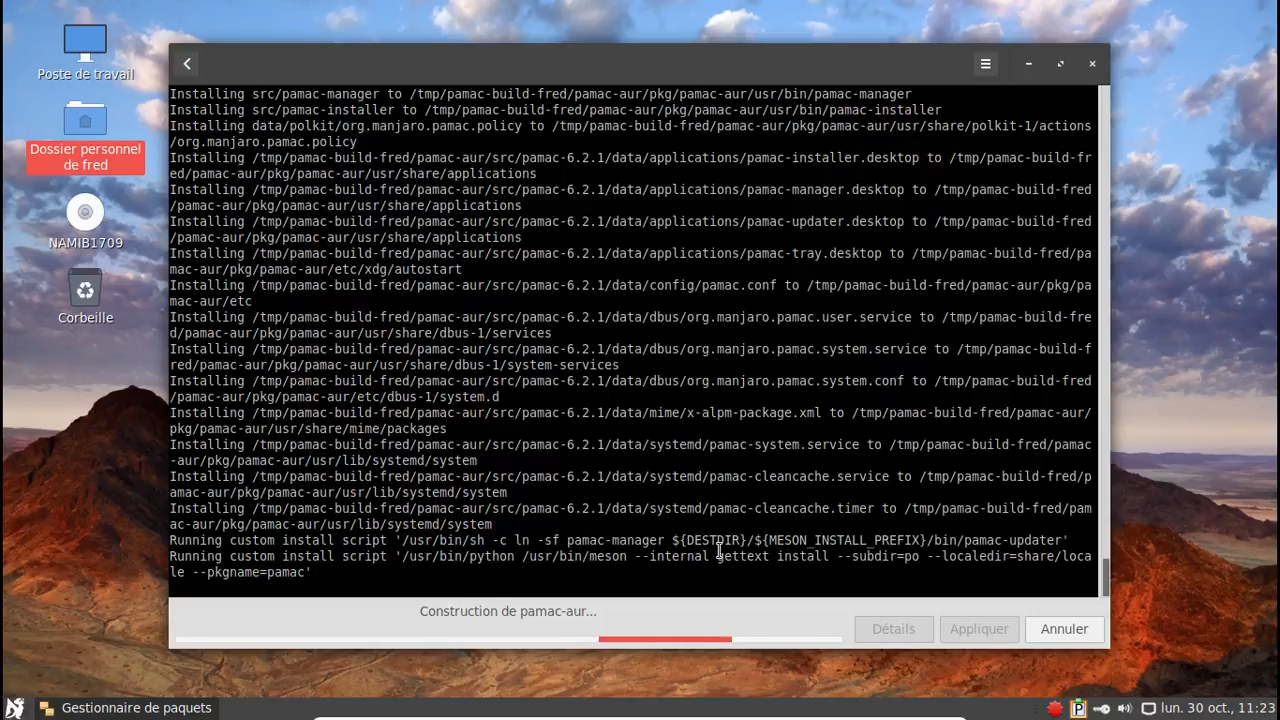 Poste de travail
Dossier personnel
de fred
NAMIB1709
Corbeille
Installing src/pamac-manager to /tmp/pamac-build-fred/pamac-aur/pkg/pamac-aur/usr/bin/pamac-manager
Installing src/pamac-installer to /tmp/pamac-build-fred/pamac-aur/pkg/pamac-aur/usr/bin/pamac-installer
Installing data/polkit/org.manjaro.pamac.policy to /tmp/pamac-build-fred/pamac-aur/pkg/pamac-aur/usr/share/polkit-1/actions
/org.manjaro.pamac.policy
Installing /tmp/pamac-build-fred/pamac-aur/src/pamac-6.2.1/data/applications/pamac-installer.desktop to /tmp/pamac-build-fr
ed/pamac-aur/pkg/pamac-aur/usr/share/applications
Installing /tmp/pamac-build-fred/pamac-aur/src/pamac-6.2.1/data/applications/pamac-manager.desktop to /tmp/pamac-build-fred
/pamac-aur/pkg/pamac-aur/usr/share/applications
Installing /tmp/pamac-build-fred/pamac-aur/src/pamac-6.2.1/data/applications/pamac-updater.desktop to /tmp/pamac-build-fred
/pamac-aur/pkg/pamac-aur/usr/share/applications
Installing /tmp/pamac-build-fred/pamac-aur/src/pamac-6.2.1/data/applications/pamac-tray.desktop to /tmp/pamac-build-fred/pa
mac-aur/pkg/pamac-aur/etc/xdg/autostart
Installing /tmp/pamac-build-fred/pamac-aur/src/pamac-6.2.1/data/config/pamac.conf to /tmp/pamac-build-fred/pamac-aur/pkg/pa
mac-aur/etc
Installing /tmp/pamac-build-fred/pamac-aur/src/pamac-6.2.1/data/dbus/org.manjaro.pamac.user.service to /tmp/pamac-build-fre
d/pamac-aur/pkg/pamac-aur/usr/share/dbus-1/services
Installing /tmp/pamac-build-fred/pamac-aur/src/pamac-6.2.1/data/dbus/org.manjaro.pamac.system.service to /tmp/pamac-build-f
red/pamac-aur/pkg/pamac-aur/usr/share/dbus-1/system-services
Installing /tmp/pamac-build-fred/pamac-aur/src/pamac-6.2.1/data/dbus/org.manjaro.pamac.system.conf to /tmp/pamac-build-fred
/pamac-aur/pkg/pamac-aur/etc/dbus-1/system.d
Installing /tmp/pamac-build-fred/pamac-aur/src/pamac-6.2.1/data/mime/x-alpm-package.xml to /tmp/pamac-build-fred/pamac-aur/
pkg/pamac-aur/usr/share/mime/packages
Installing /tmp/pamac-build-fred/pamac-aur/src/pamac-6.2.1/data/systemd/pamac-system.service to /tmp/pamac-build-fred/pamac
-aur/pkg/pamac-aur/usr/lib/systemd/system
Installing /tmp/pamac-build-fred/pamac-aur/src/pamac-6.2.1/data/systemd/pamac-cleancache.service to /tmp/pamac-build-fred/p
amac-aur/pkg/pamac-aur/usr/lib/systemd/system
Installing /tmp/pamac-build-fred/pamac-aur/src/pamac-6.2.1/data/systemd/pamac-cleancache.timer to /tmp/pamac-build-fred/pam
ac-aur/pkg/pamac-aur/usr/lib/systemd/system
Running custom install script '/usr/bin/sh -c ln -sf pamac-manager ${DESTDIR}/${MESON_INSTALL_PREFIX}/bin/pamac-updater'
Running custom install script '/usr/bin/python /usr/bin/meson --internal gettext install --subdir=po --localedir=share/loca
le --pkgname=pamac'
Construction de pamac-aur...
Détails
Appliquer
Annuler
Gestionnaire de paquets
P
lun. 30 oct., 11:23